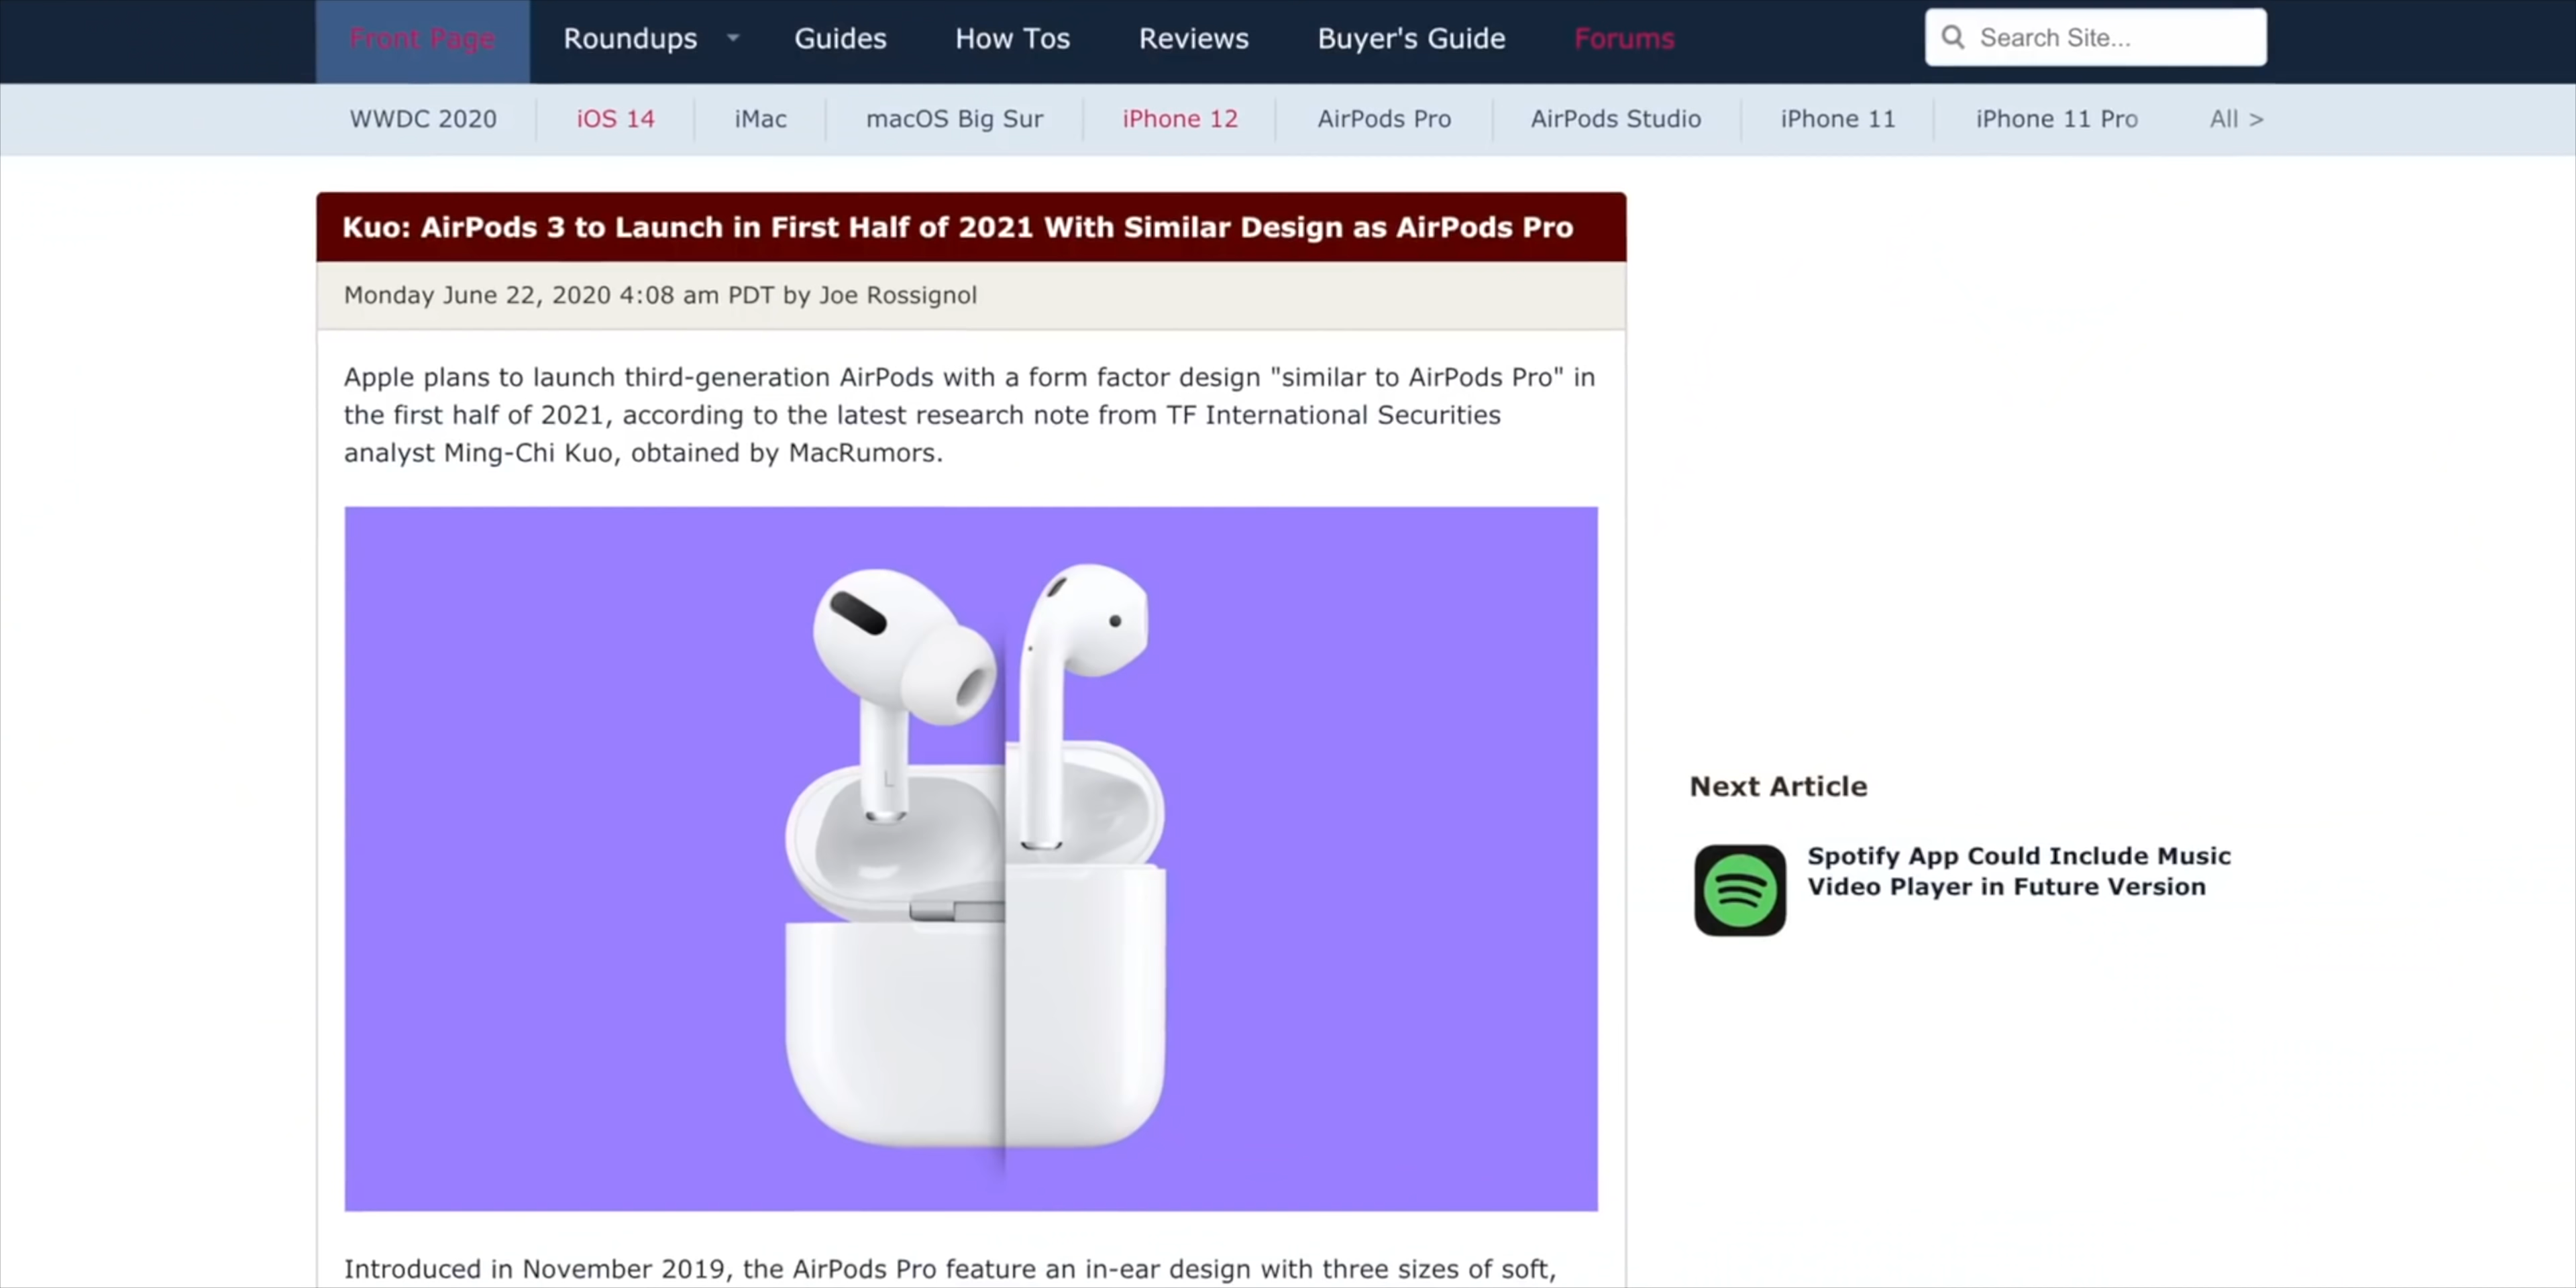 Front Page Roundups Guides How Tos Reviews Buyer's Guide Forums Search Site...
WWDC 2020 iOS 14 iMac macOS Big Sur iPhone 12 AirPods Pro AirPods Studio iPhone 11 iPhone 11 Pro All >
Kuo: AirPods 3 to Launch in First Half of 2021 With Similar Design as AirPods Pro
Monday June 22, 2020 4:08 am PDT by Joe Rossignol
Apple plans to launch third-generation AirPods with a form factor design "similar to AirPods Pro" in
the first half of 2021, according to the latest research note from TF International Securities
analyst Ming-Chi Kuo, obtained by MacRumors.
L
Introduced in November 2019, the AirPods Pro feature an in-ear design with three sizes of soft,
Next Article
Spotify App Could Include Music
Video Player in Future Version